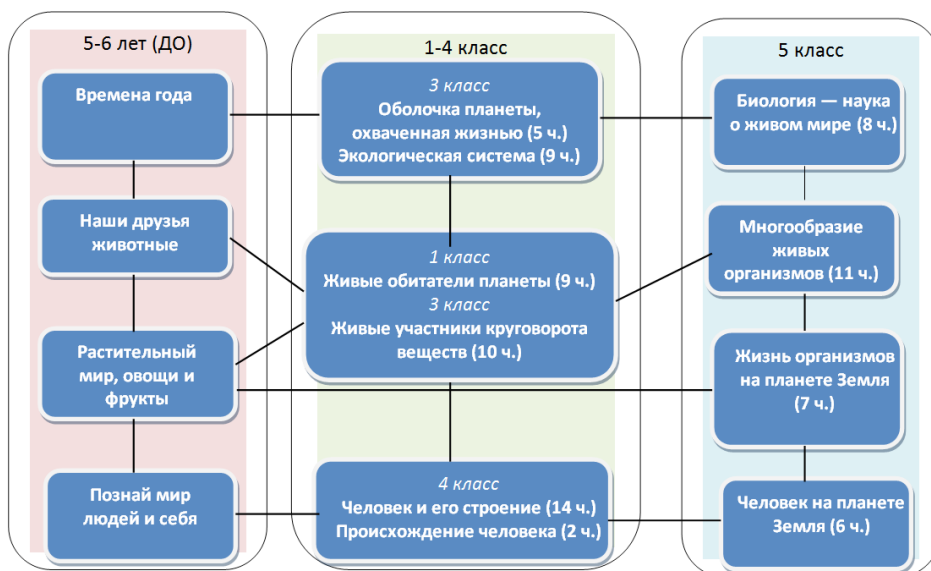 5-6 лет (ДО)
Времена года
Наши друзья
животные
Растительный
мир, овощи и
фрукты
Познай мир
людей и себя
1-4 класс
3 класс
Оболочка планеты,
охваченная жизнью (5 ч.)
Экологическая система (9 ч.)
1 класс
Живые обитатели планеты (9 ч.)
3 класс
Живые участники круговорота
веществ (10 ч.)
4 класс
Человек и его строение (14 ч.)
Происхождение человека (2 ч.)
5 класс
Биология — наука
о живом мире (8 ч.)
Многообразие
живых
организмов (11 ч.)
Жизнь организмов
на планете Земля
(7 ч.)
Человек на планете
Земля (6 ч.)